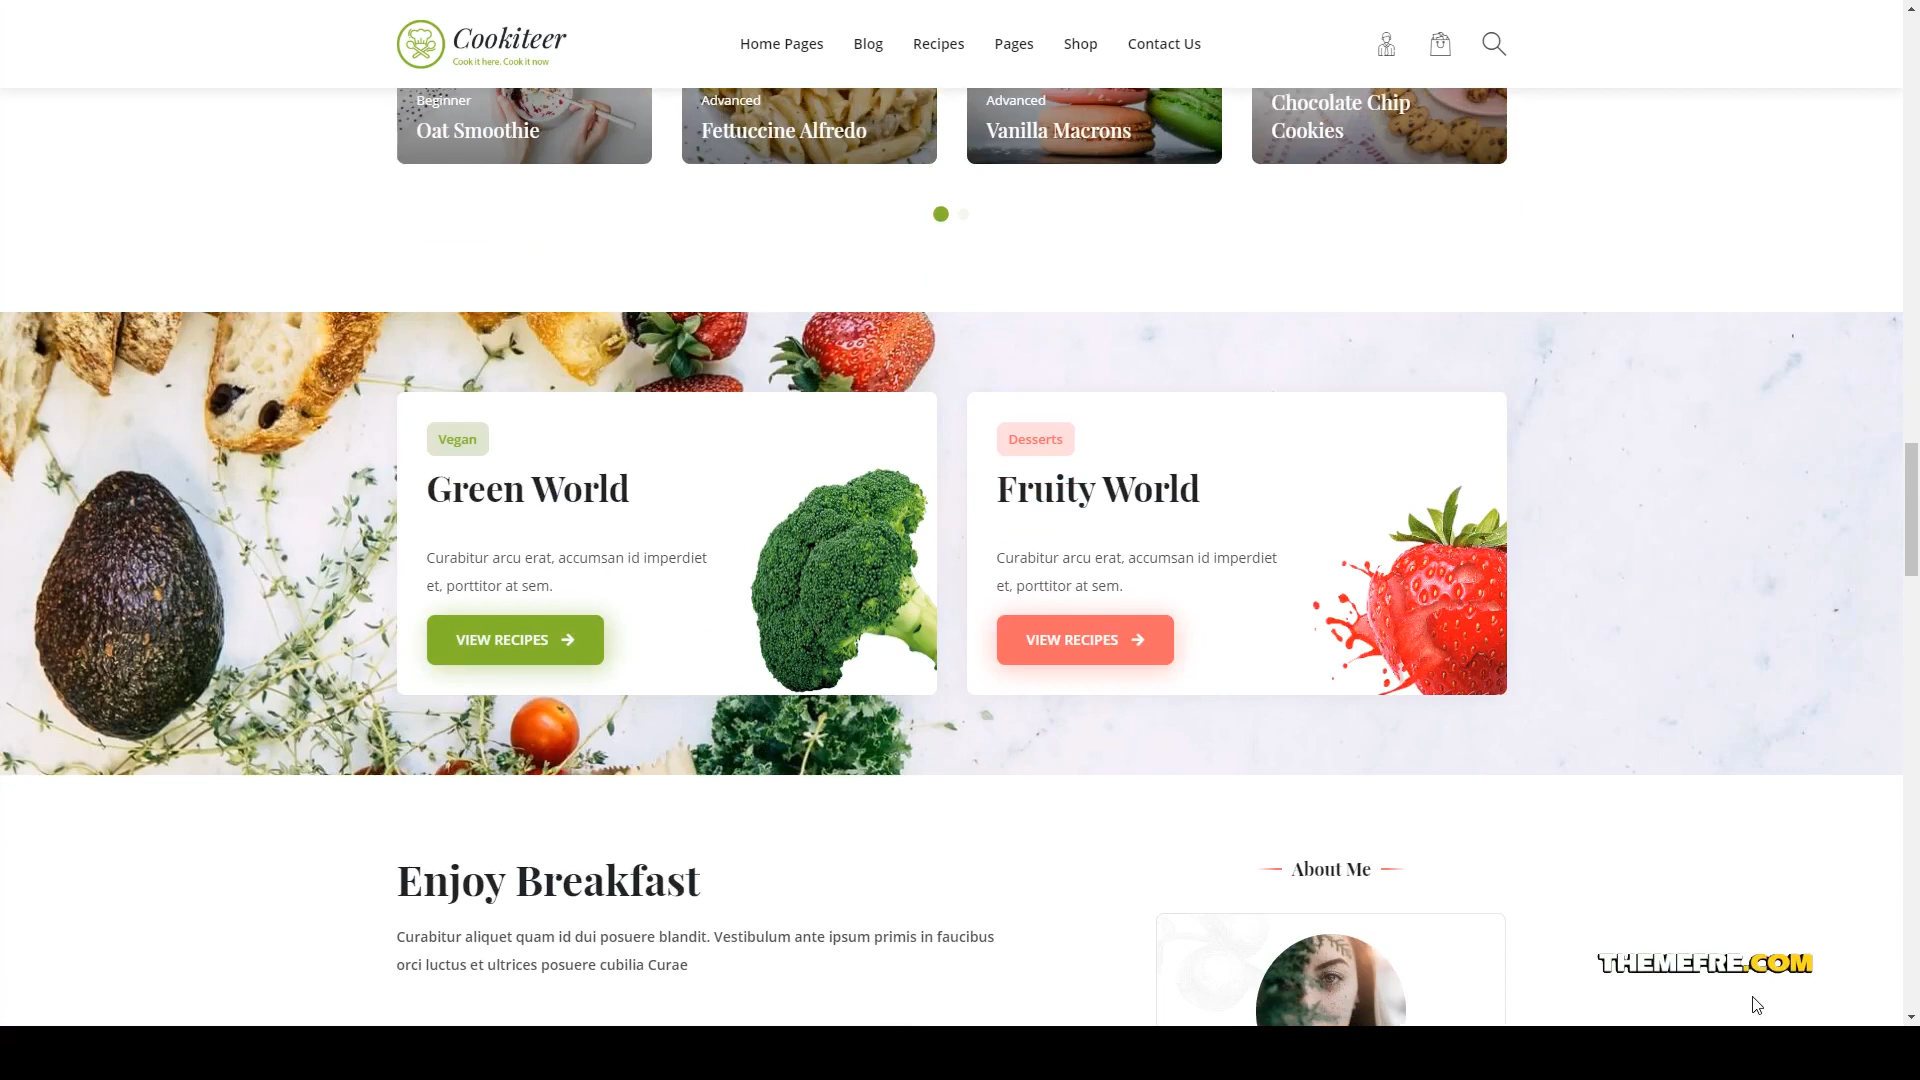 Cookiteer
Cook it here. Cook it now
Home Pages
Blog
Recipes
Pages
Shop
Contact Us
Beginner
Oat Smoothie
Advanced
Fettuccine Alfredo
Advanced
Vanilla Macrons
Chocolate Chip
Cookies
Vegan
Green World
Curabitur arcu erat, accumsan id imperdiet
et, porttitor at sem.
VIEW RECIPES
Desserts
Fruity World
Curabitur arcu erat, accumsan id imperdiet
et, porttitor at sem.
VIEW RECIPES
Enjoy Breakfast
Curabitur aliquet quam id dui posuere blandit. Vestibulum ante ipsum primis in faucibus
orci luctus et ultrices posuere cubilia Curae
About Me
THEMEFRE.COM